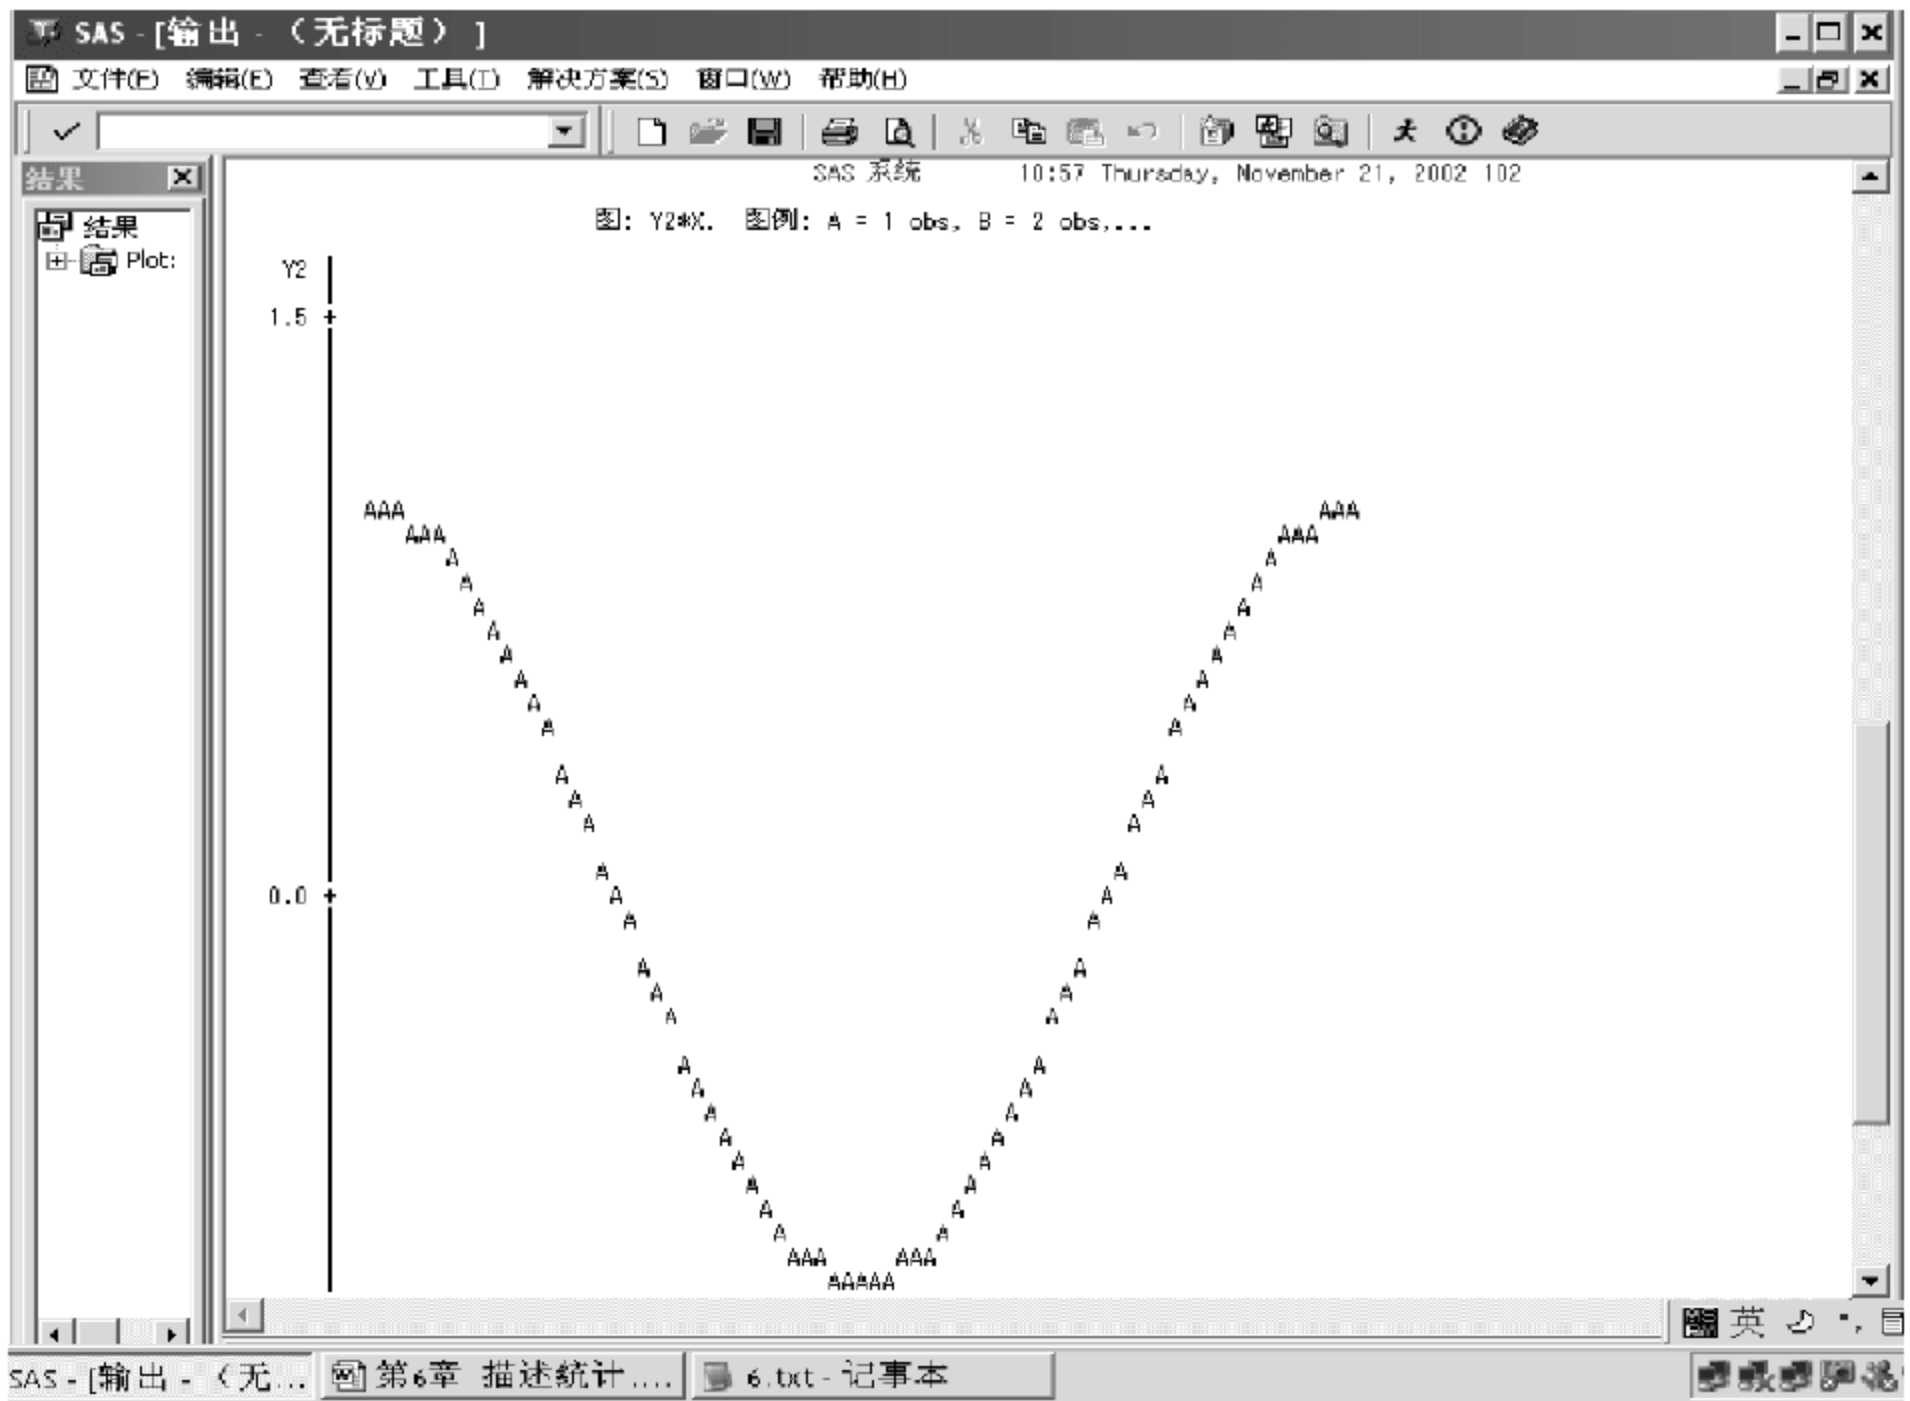 SAS - [输出 - （无标题） ]
文件(F) 编辑(E) 查看(V) 工具(T) 解决方案(S) 窗口(W) 帮助(H)
结果
SAS 系统 10:57 Thursday, November 21, 2002 102
结果
Plot:
图: Y2*X. 图例: A = 1 obs, B = 2 obs,...
Y2
1.5
AAA AAA
AAA AAA
A A
A A
A A
A A
A A
A A
A A
A A
A A
A A
A A
A A
0.0 A A
A A
A A
A A
A A
A A
A A
A A
A A
A A
A A
A A
A A
AAA AAA
AAAAA
英
SAS - [输出 - （无...
第6章 描述统计....
6.txt - 记事本